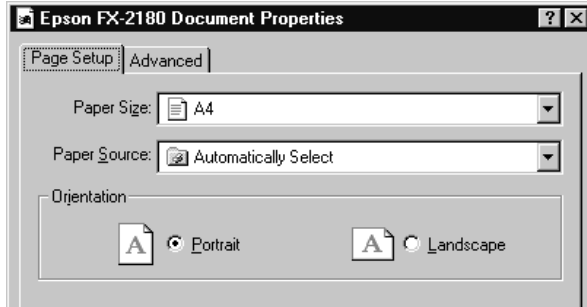 Epson FX-2180 Document Properties
Page Setup Advanced
Paper Size: A4
Paper Source: Automatically Select
Orientation
A Portrait A Landscape